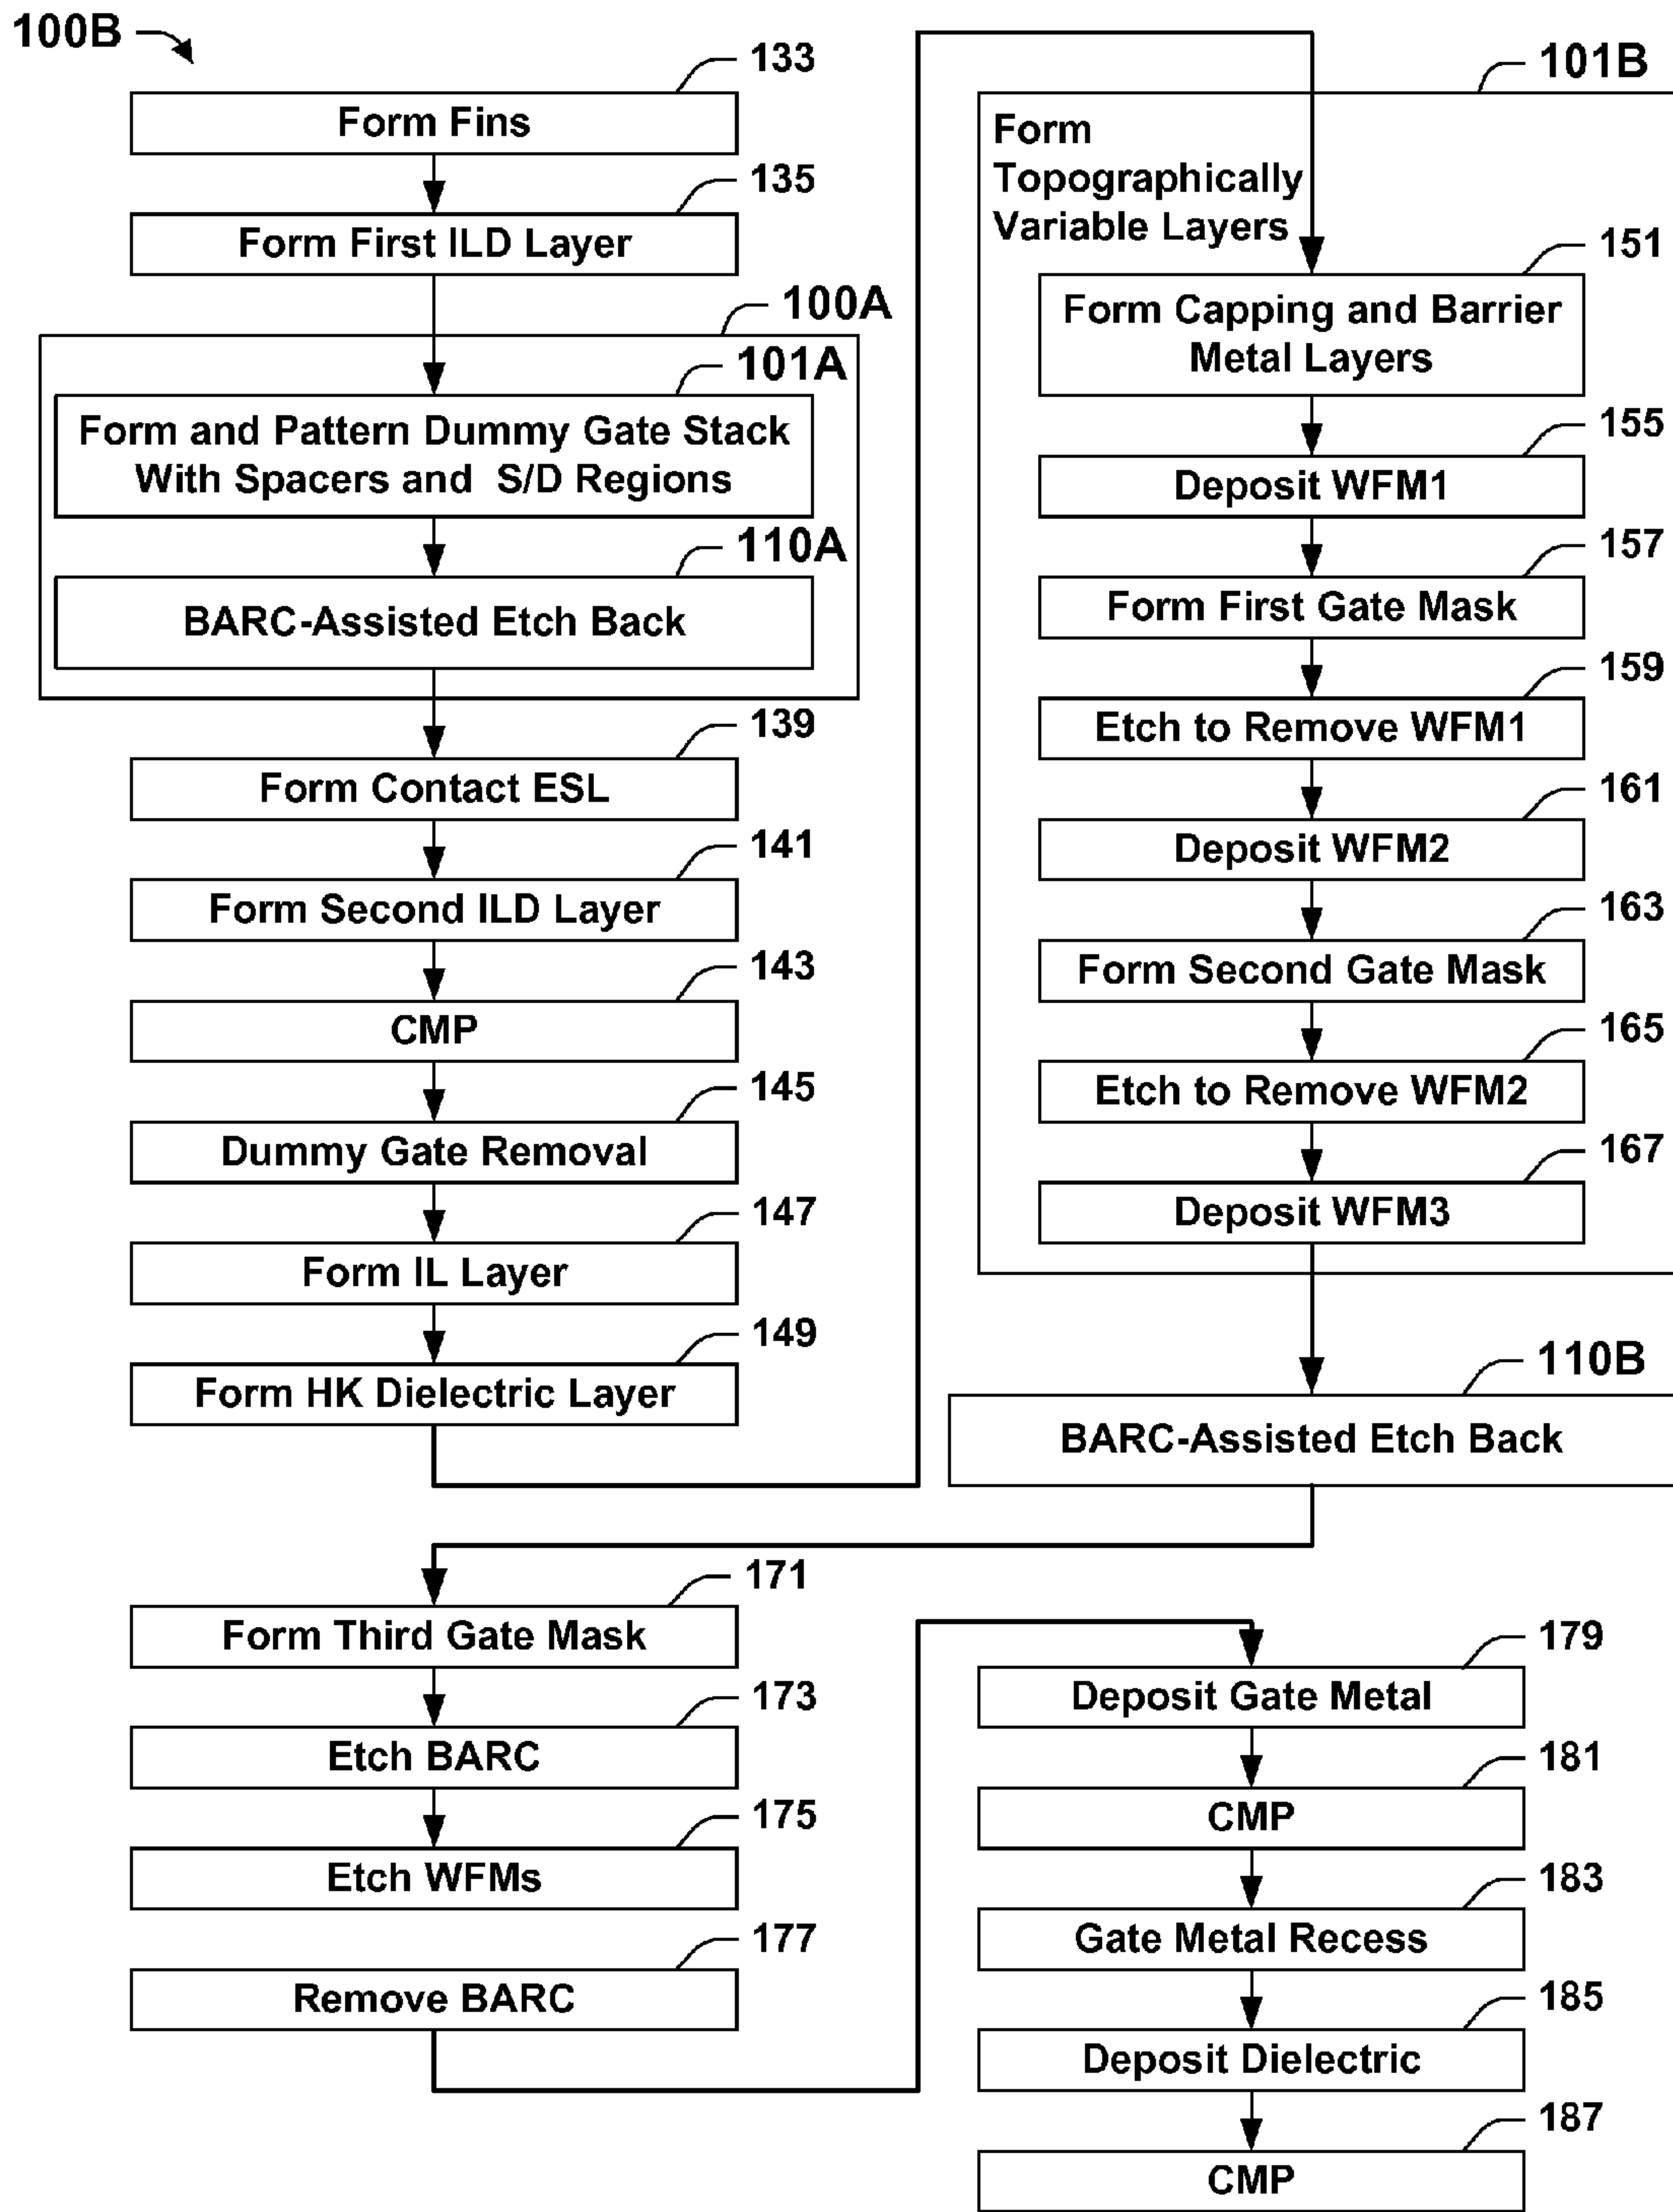 100B
133
Form Fins
135
Form First ILD Layer
100A
101A
Form and Pattern Dummy Gate Stack
With Spacers and S/D Regions
110A
BARC-Assisted Etch Back
139
Form Contact ESL
141
Form Second ILD Layer
143
CMP
145
Dummy Gate Removal
147
Form IL Layer
149
Form HK Dielectric Layer
101B
Form
Topographically
Variable Layers
151
Form Capping and Barrier
Metal Layers
155
Deposit WFM1
157
Form First Gate Mask
159
Etch to Remove WFM1
161
Deposit WFM2
163
Form Second Gate Mask
165
Etch to Remove WFM2
167
Deposit WFM3
110B
BARC-Assisted Etch Back
171
Form Third Gate Mask
173
Etch BARC
175
Etch WFMs
177
Remove BARC
179
Deposit Gate Metal
181
CMP
183
Gate Metal Recess
185
Deposit Dielectric
187
CMP